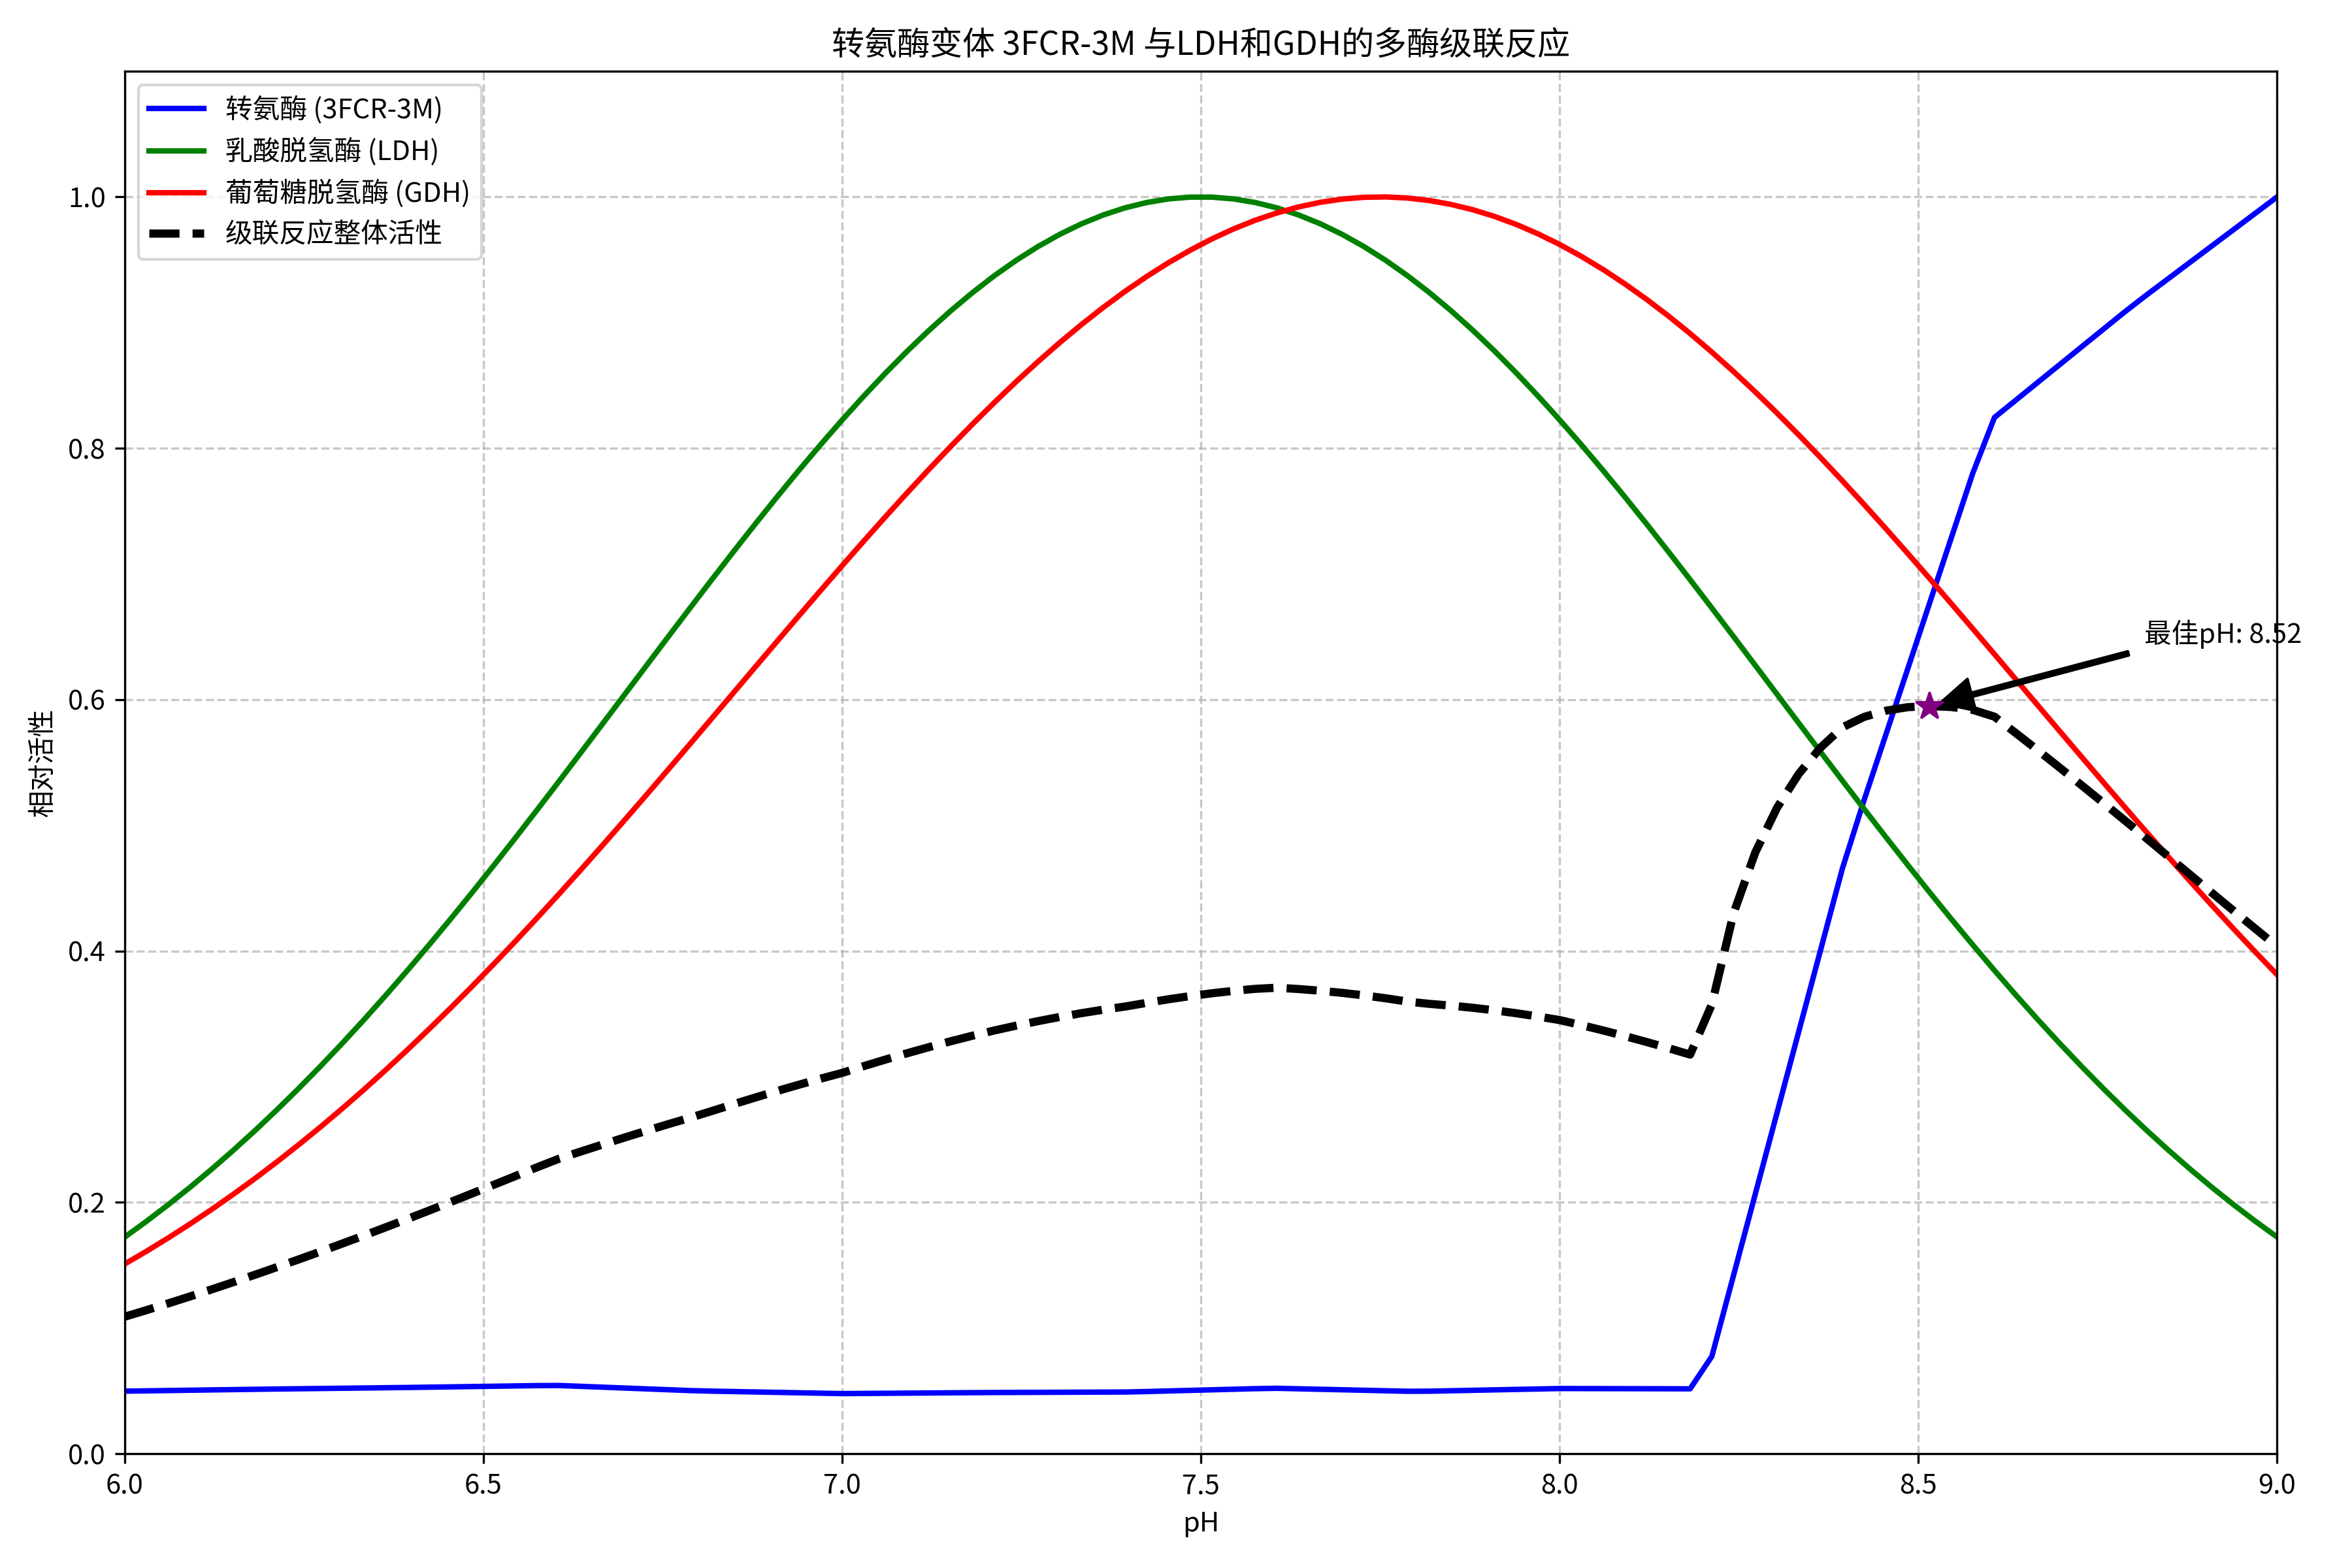 转氨酶变体 3FCR-3M 与LDH和GDH的多酶级联反应
转氨酶 (3FCR-3M)
乳酸脱氢酶 (LDH)
葡萄糖脱氢酶 (GDH)
级联反应整体活性
相对活性
1.0
0.8
0.6
0.4
0.2
0.0
最佳pH: 8.52
6.0 6.5 7.0 7.5 8.0 8.5 9.0
pH